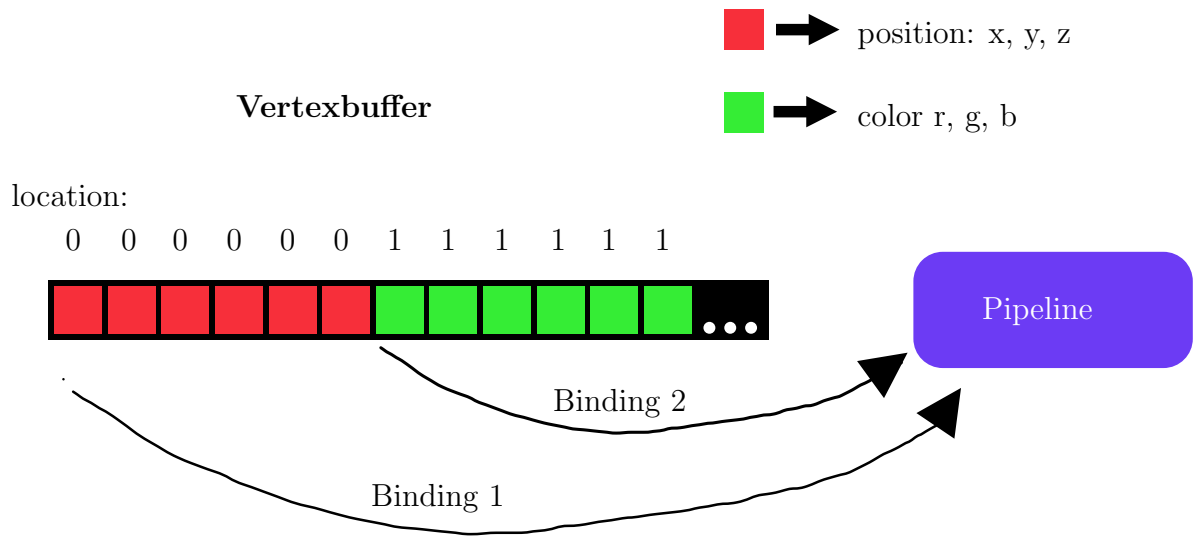 position: x, y, z
Vertexbuffer
color r, g, b
location:
0 0 0 0 0 0 1 1 1 1 1 1
Pipeline
Binding 2
Binding 1